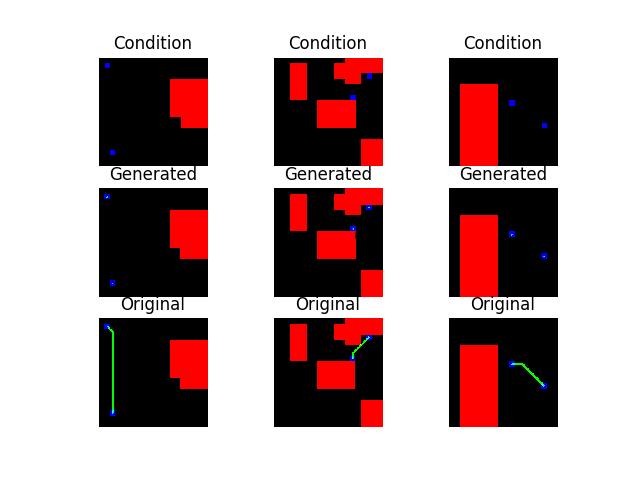 Condition Condition Condition
Generated Generated Generated
Original Original Original